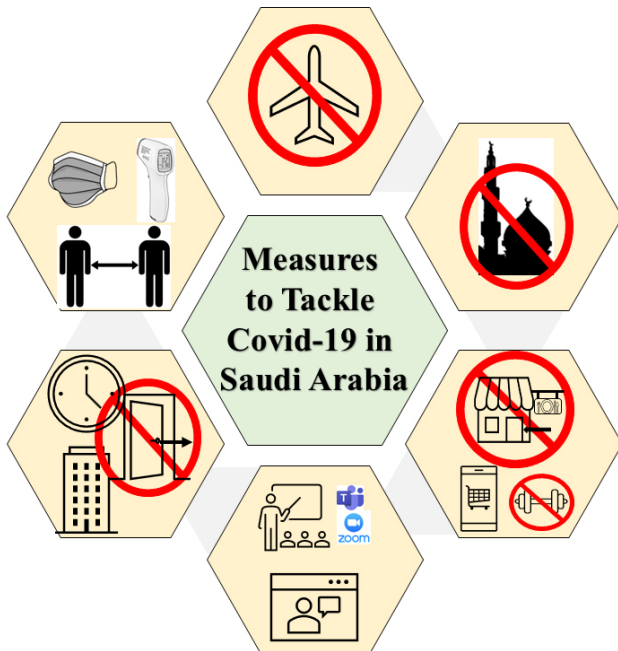 Measures
to Tackle
Covid-19 in
Saudi Arabia
T
zoom